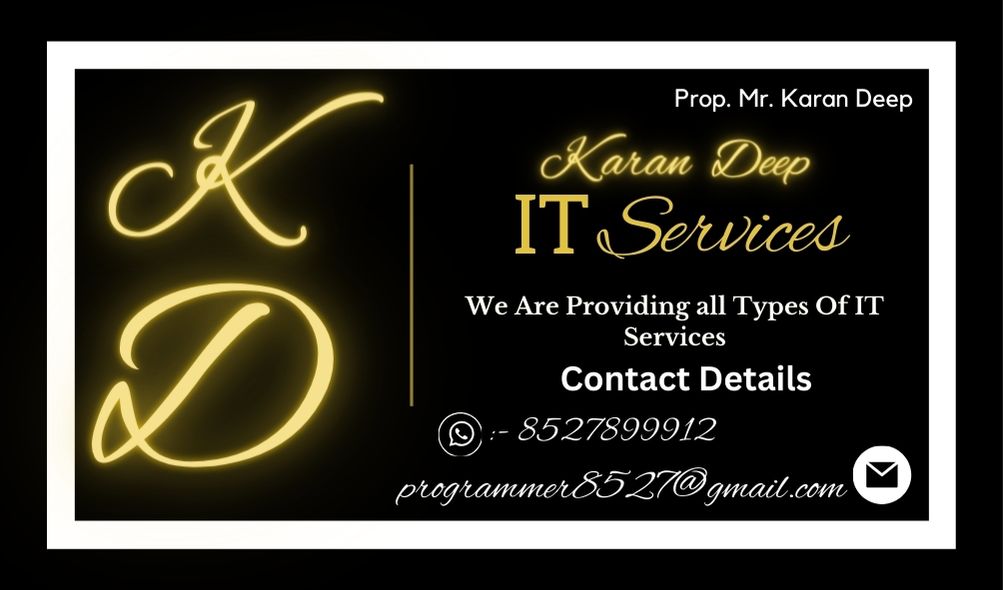 K
D
Prop. Mr. Karan Deep
Karan Deep
IT Services
We Are Providing all Types Of IT
Services
Contact Details
:- 8527899912
programmer8527@gmail.com